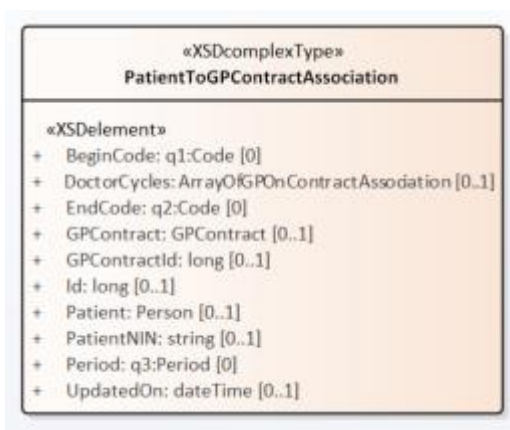 «XSDcomplexType»
PatientToGPContractAssociation
«XSDelement»
+ BeginCode: q1:Code [0]
+ DoctorCycles: ArrayOfGPOnContractAssociation [0..1]
+ EndCode: q2:Code [0]
+ GPContract: GPContract [0..1]
+ GPContractId: long [0..1]
+ Id: long [0..1]
+ Patient: Person [0..1]
+ PatientNIN: string [0..1]
+ Period: q3:Period [0]
+ UpdatedOn: dateTime [0..1]